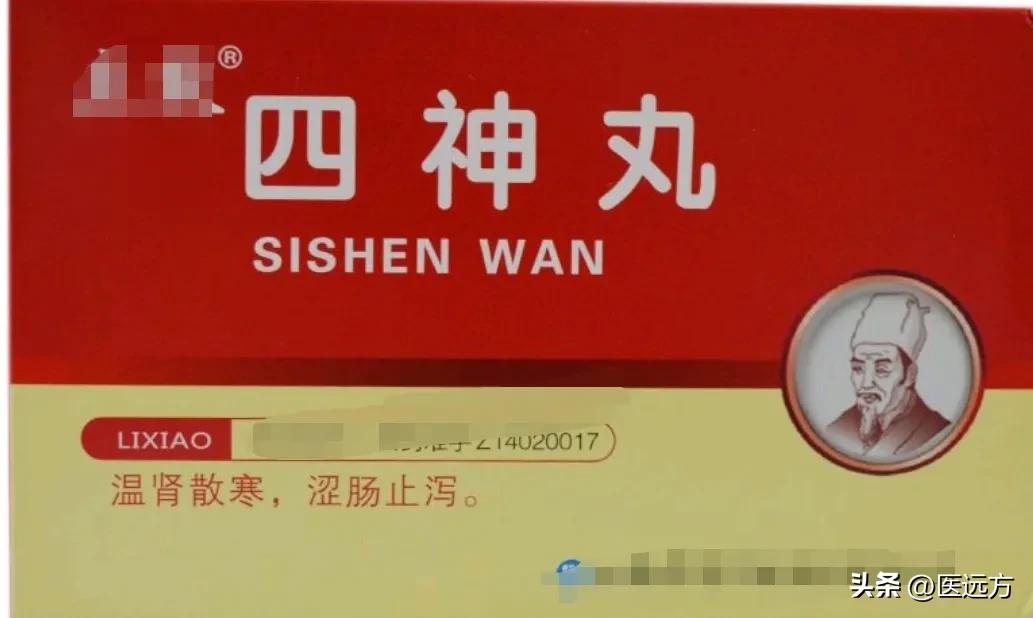 ®
四神丸
SISHEN WAN
LIXIAO
Z14020017
温肾散寒，涩肠止泻。
头条 @医远方